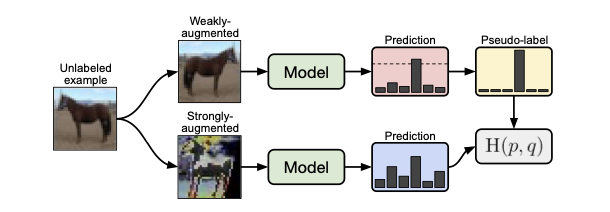 Unlabeled
example
Weakly-
augmented
Model
Prediction
Pseudo-label
Strongly-
augmented
Model
Prediction
H(p, q)